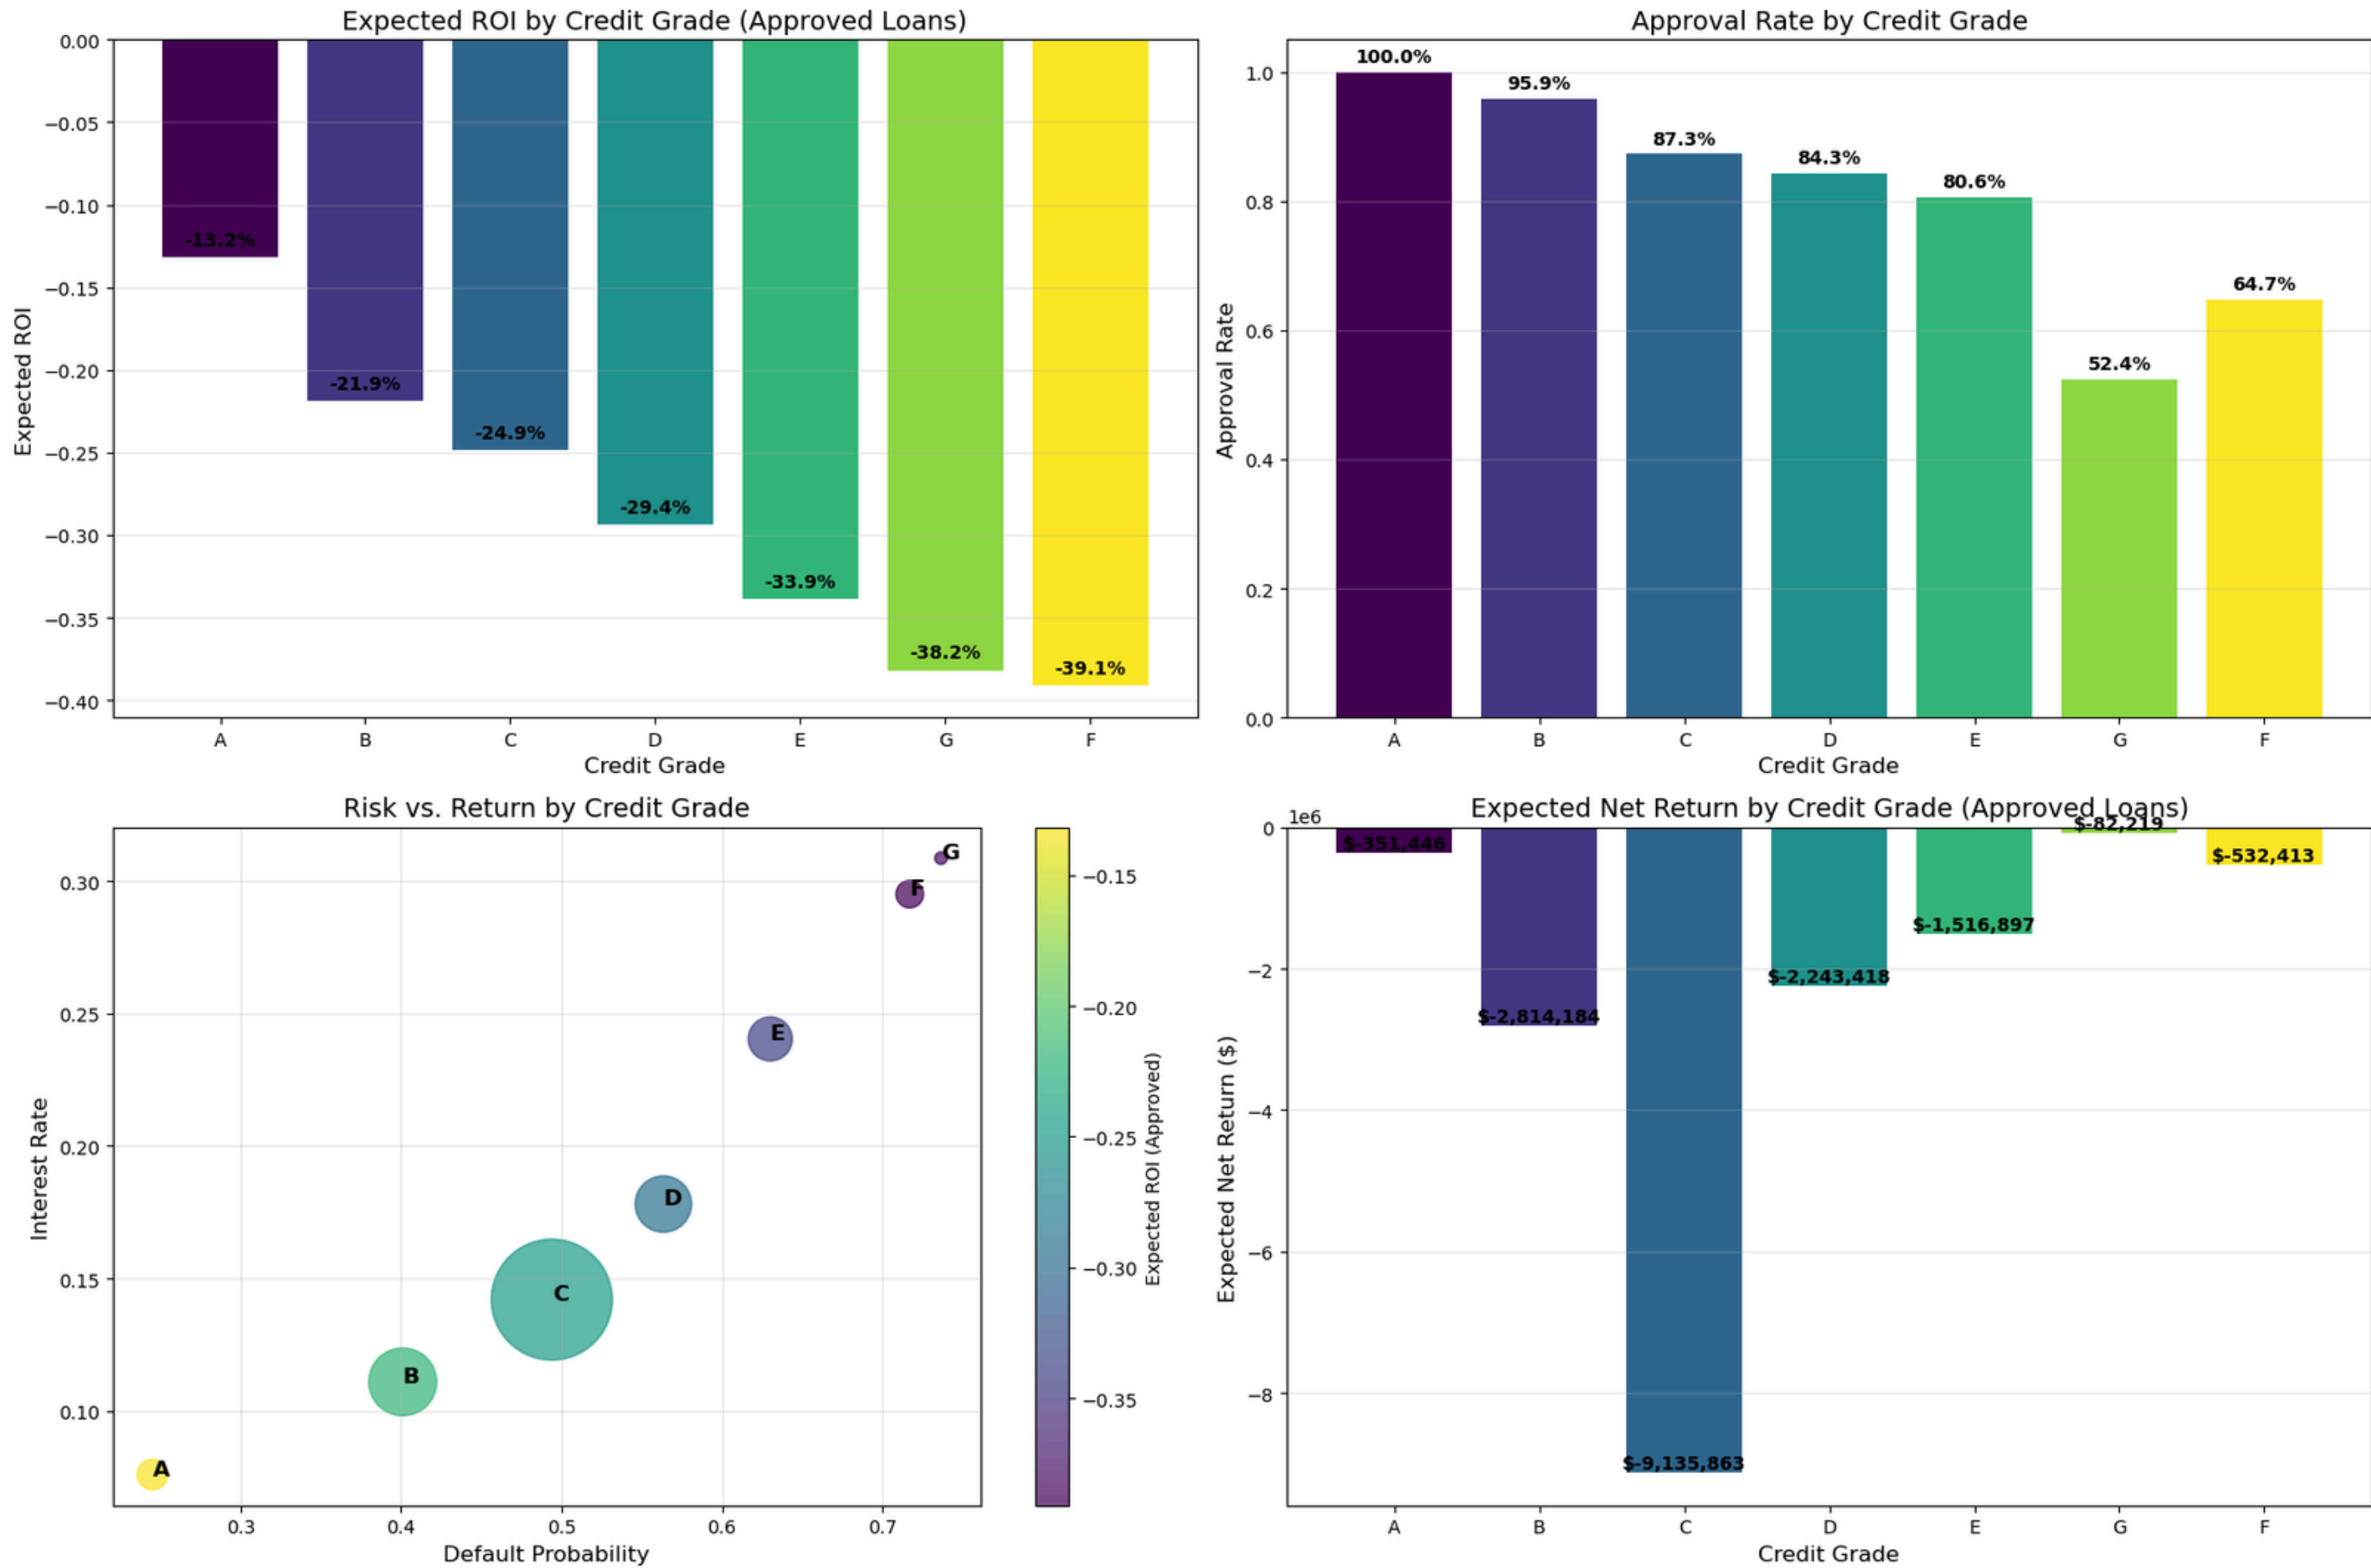 Expected ROI by Credit Grade (Approved Loans)
Expected ROI
0.00
−0.05
−0.10
−0.15
−0.20
−0.25
−0.30
−0.35
−0.40
-13.2%
-21.9%
-24.9%
-29.4%
-33.9%
-38.2%
-39.1%
A B C D E G F
Credit Grade
Approval Rate by Credit Grade
Approval Rate
1.0
0.8
0.6
0.4
0.2
0.0
100.0%
95.9%
87.3%
84.3%
80.6%
52.4%
64.7%
A B C D E G F
Credit Grade
Risk vs. Return by Credit Grade
Interest Rate
0.30
0.25
0.20
0.15
0.10
G
F
E
D
C
B
A
0.3 0.4 0.5 0.6 0.7
Default Probability
−0.15
−0.20
−0.25
−0.30
−0.35
Expected ROI (Approved)
Expected Net Return by Credit Grade (Approved Loans)
1e6
Expected Net Return ($)
0
−2
−4
−6
−8
$-351,446
$-2,814,184
$-9,135,863
$-2,243,418
$-1,516,897
$-82,219
$-532,413
A B C D E G F
Credit Grade